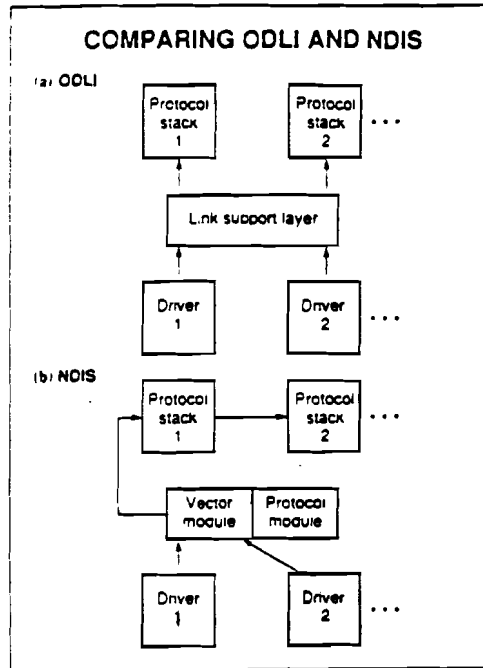 COMPARING ODLI AND NDIS
(a) ODLI
Protocol stack 1
Protocol stack 2
...
Link support layer
Driver 1
Driver 2
...
(b) NDIS
Protocol stack 1
Protocol stack 2
...
Vector module
Protocol module
Driver 1
Driver 2
...